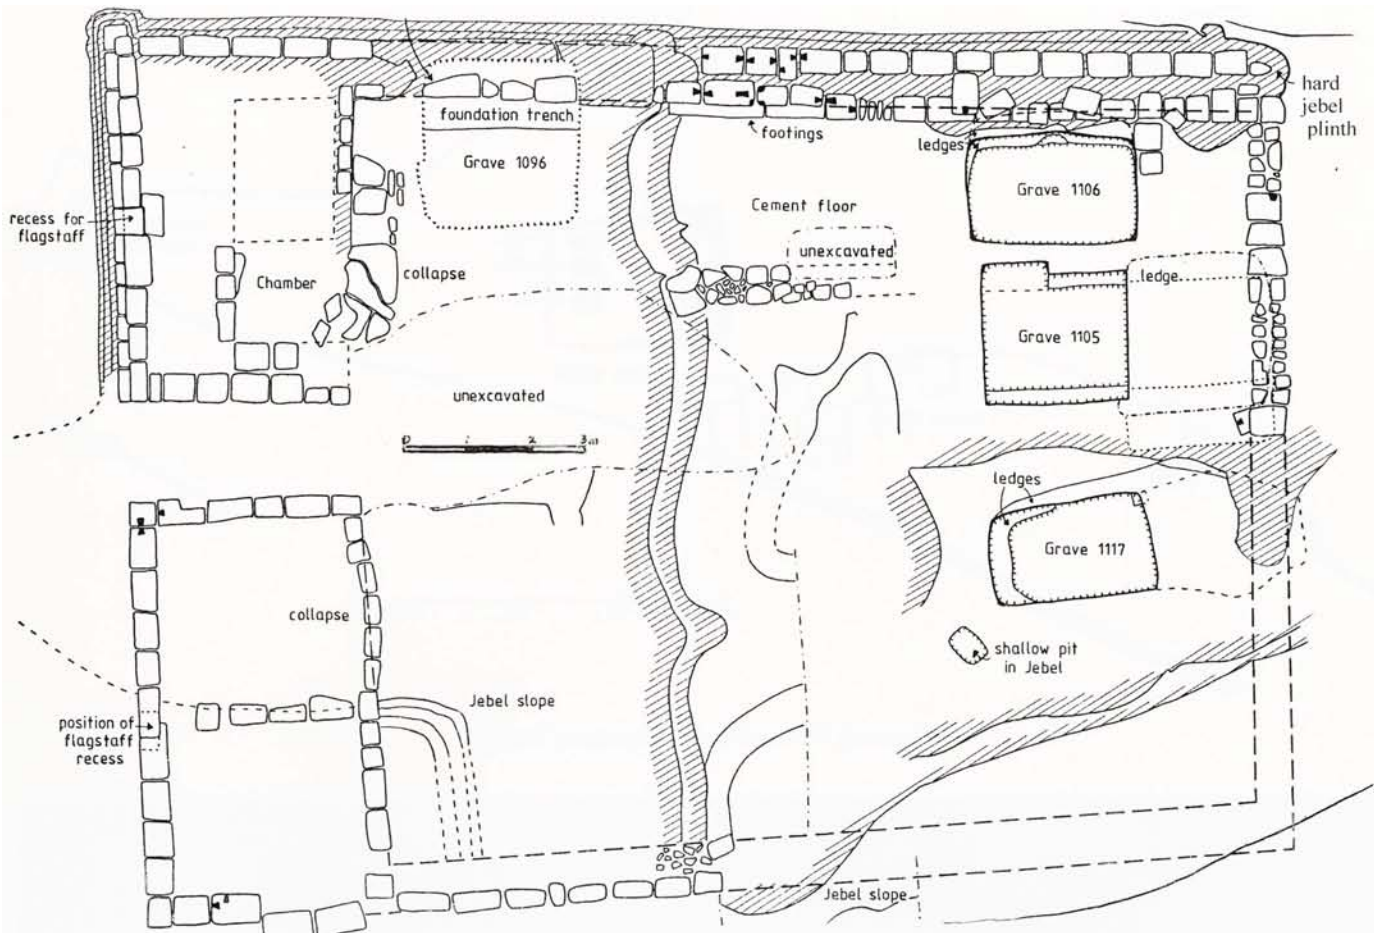 foundation trench
Grave 1096
footings
hard
jebel
plinth
ledges
Grave 1106
recess for
flagstaff
Cement floor
unexcavated
Chamber
collapse
ledge
Grave 1105
unexcavated
0 1 2 3m
ledges
Grave 1117
collapse
shallow pit
in Jebel
Jebel slope
position of
flagstaff
recess
Jebel slope